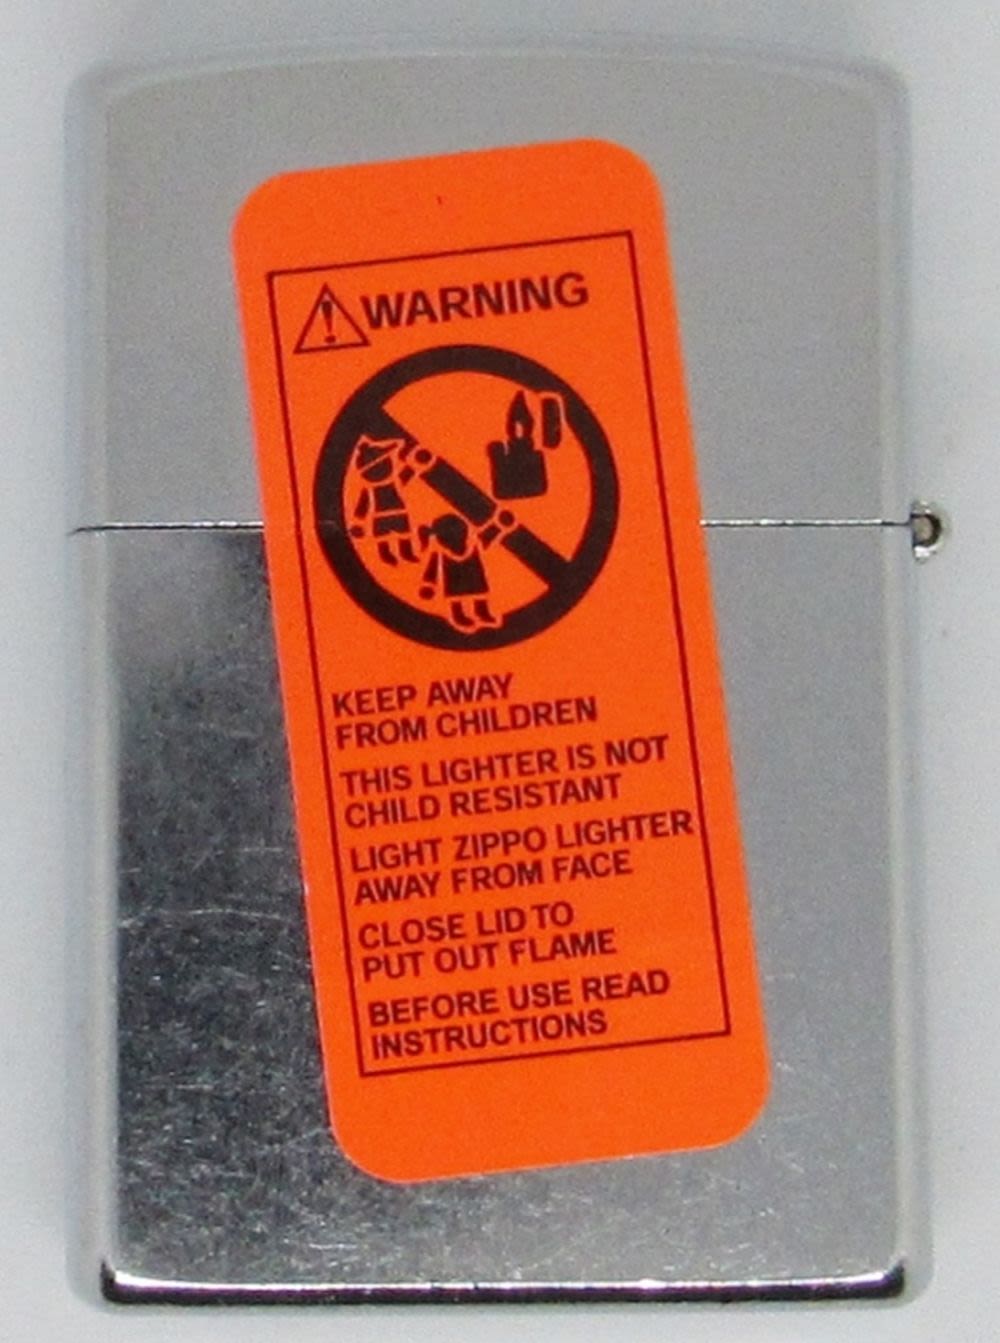 WARNING
KEEP AWAY
FROM CHILDREN
THIS LIGHTER IS NOT
CHILD RESISTANT
LIGHT ZIPPO LIGHTER
AWAY FROM FACE
CLOSE LID TO
PUT OUT FLAME
BEFORE USE READ
INSTRUCTIONS